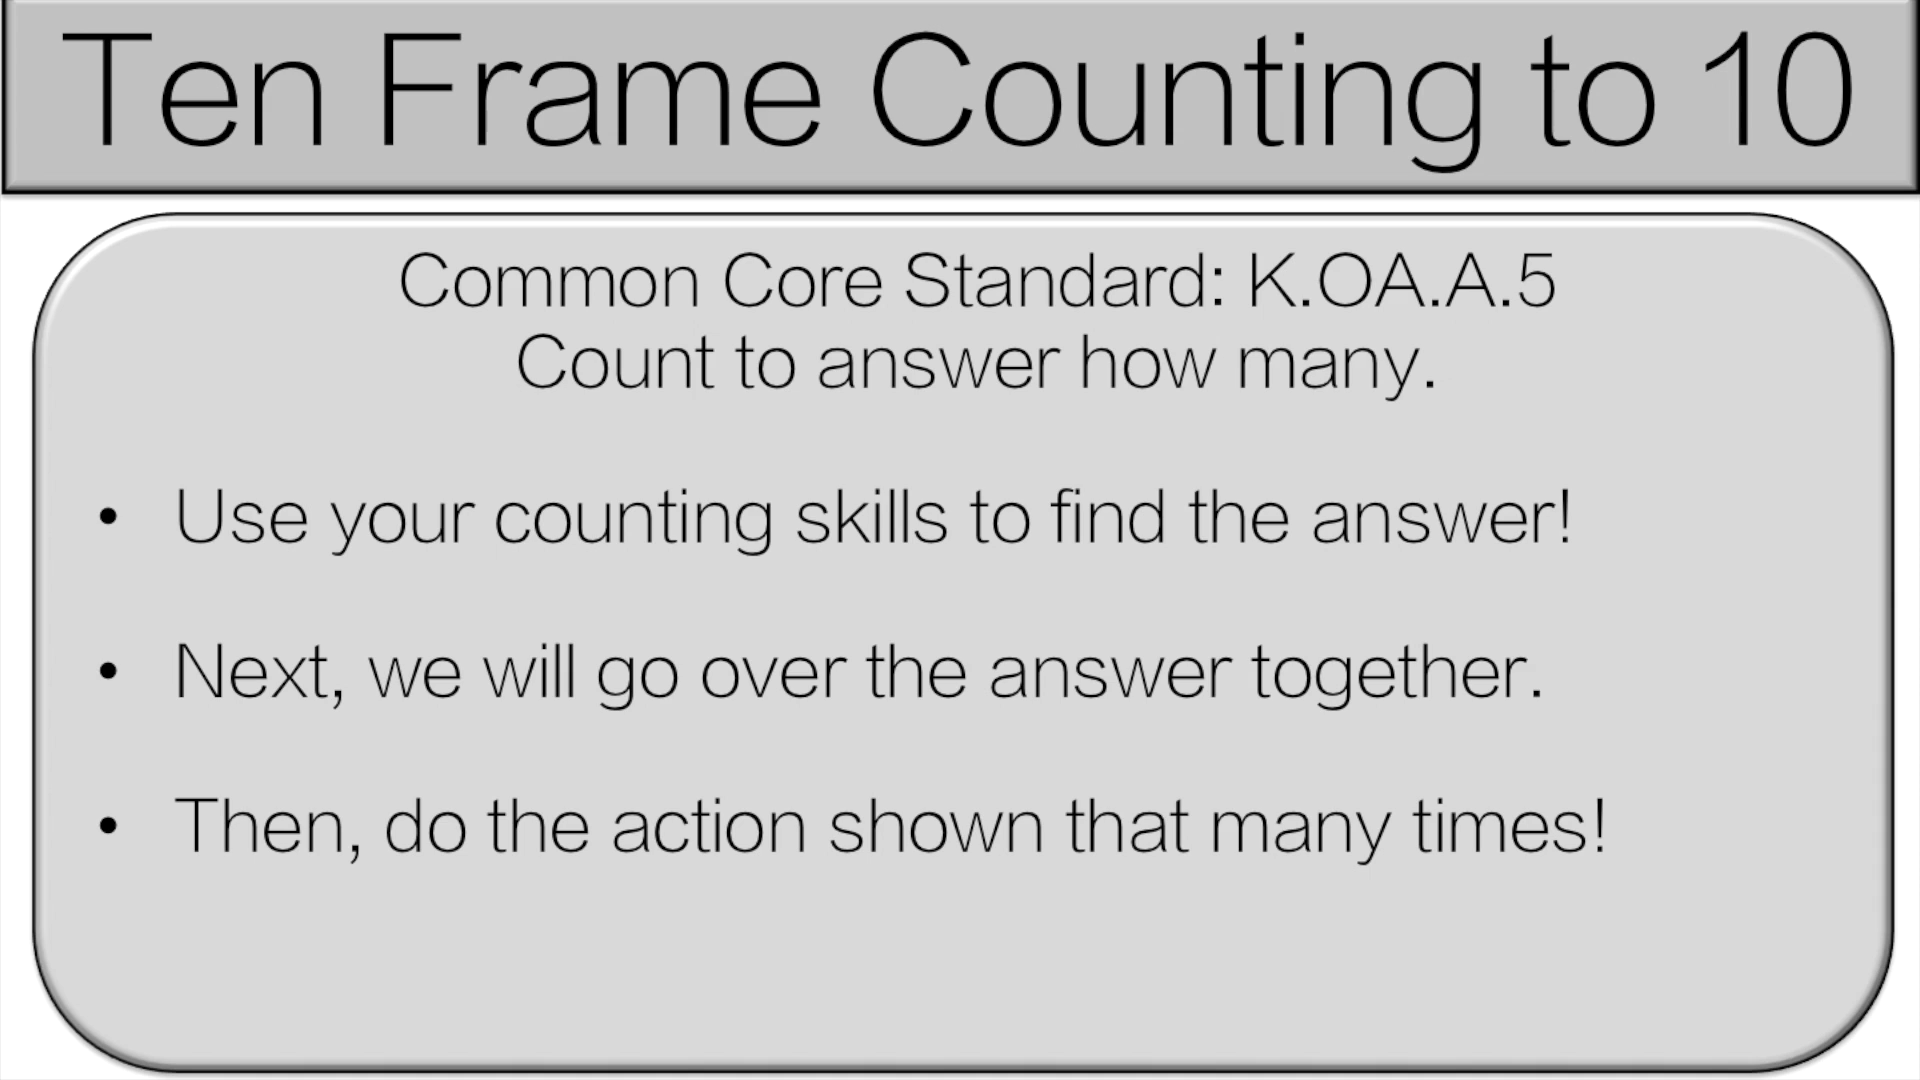 Ten Frame Counting to 10
Common Core Standard: K.OA.A.5
Count to answer how many.
• Use your counting skills to find the answer!
• Next, we will go over the answer together.
• Then, do the action shown that many times!